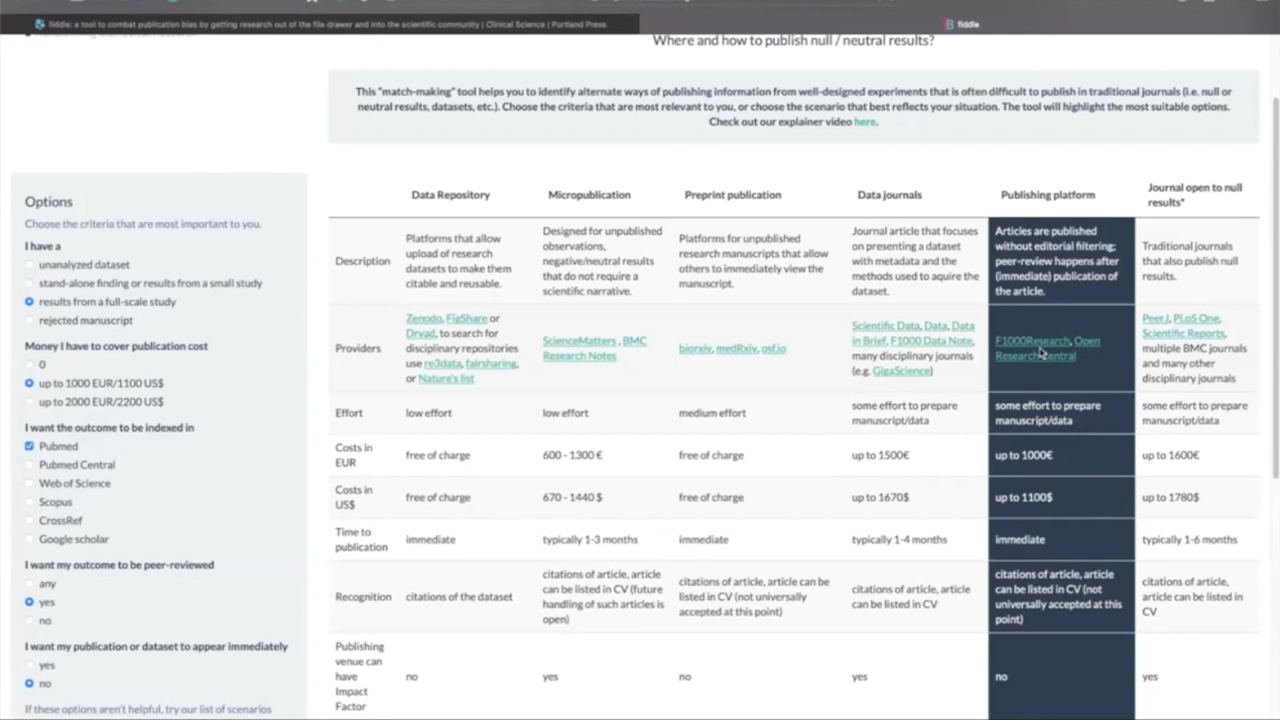 fiddle: a tool to combat publication bias by getting research out of the file drawer and into the scientific community | Clinical Science | Portland Press
fiddle
Where and how to publish null / neutral results?
This "match-making" tool helps you to identify alternate ways of publishing information from well-designed experiments that is often difficult to publish in traditional journals (i.e. null or
neutral results, datasets, etc.). Choose the criteria that are most relevant to you, or choose the scenario that best reflects your situation. The tool will highlight the most suitable options.
Check out our explainer video here.
Options
Choose the criteria that are most important to you.
I have a
unanalyzed dataset
stand-alone finding or results from a small study
results from a full-scale study
rejected manuscript
Money I have to cover publication cost
0
up to 1000 EUR/1100 US$
up to 2000 EUR/2200 US$
I want the outcome to be indexed in
Pubmed
Pubmed Central
Web of Science
Scopus
CrossRef
Google scholar
I want my outcome to be peer-reviewed
any
yes
no
I want my publication or dataset to appear immediately
yes
no
If these options aren't helpful, try our list of scenarios
Data Repository
Micropublication
Preprint publication
Data journals
Publishing platform
Journal open to null
results*
Description
Platforms that allow
upload of research
datasets to make them
citable and reusable.
Designed for unpublished
observations,
negative/neutral results
that do not require a
scientific narrative.
Platforms for unpublished
research manuscripts that allow
others to immediately view the
manuscript.
Journal article that focuses
on presenting a dataset
with metadata and the
methods used to aquire the
dataset.
Articles are published
without editorial filtering;
peer-review happens after
(immediate) publication of
the article.
Traditional journals
that also publish null
results.
Providers
Zenodo, FigShare or
Dryad, to search for
disciplinary repositories
use re3data, fairsharing,
or Nature's list
ScienceMatters , BMC
Research Notes
biorxiv, medRxiv, osf.io
Scientific Data, Data, Data
in Brief, F1000 Data Note,
many disciplinary journals
(e.g. GigaScience)
F1000Research, Open
Research Central
PeerJ, PLoS One,
Scientific Reports,
multiple BMC journals
and many other
disciplinary journals
Effort
low effort
low effort
medium effort
some effort to prepare
manuscript/data
some effort to prepare
manuscript/data
some effort to prepare
manuscript/data
Costs in
EUR
free of charge
600 - 1300 €
free of charge
up to 1500€
up to 1000€
up to 1600€
Costs in
US$
free of charge
670 - 1440 $
free of charge
up to 1670$
up to 1100$
up to 1780$
Time to
publication
immediate
typically 1-3 months
immediate
typically 1-4 months
immediate
typically 1-6 months
Recognition
citations of the dataset
citations of article, article
can be listed in CV (future
handling of such articles is
open)
citations of article, article can be
listed in CV (not universally
accepted at this point)
citations of article, article
can be listed in CV
citations of article, article
can be listed in CV (not
universally accepted at this
point)
citations of article,
article can be listed in
CV
Publishing
venue can
have
Impact
Factor
no
yes
no
yes
no
yes